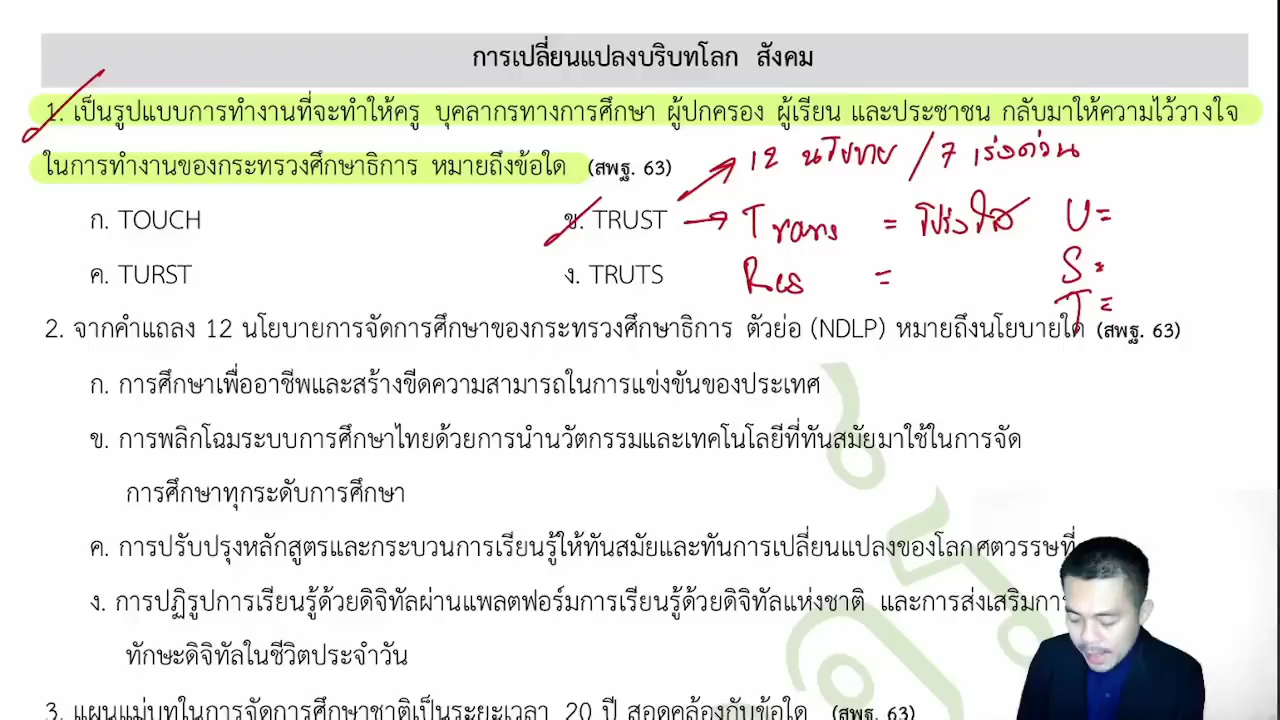 การเปลี่ยนแปลงบริบทโลก สังคม
1. เป็นรูปแบบการทำงานที่จะทำให้ครู บุคลากรทางการศึกษา ผู้ปกครอง ผู้เรียน และประชาชน กลับมาให้ความไว้วางใจ
ในการทำงานของกระทรวงศึกษาธิการ หมายถึงข้อใด (สพฐ. 63)
12 นโยบาย / 7 เร่งด่วน
ก. TOUCH ข. TRUST
Trans = โปร่งใส U =
ค. TURST ง. TRUTS
Res = S =
T =
2. จากคำแถลง 12 นโยบายการจัดการศึกษาของกระทรวงศึกษาธิการ ตัวย่อ (NDLP) หมายถึงนโยบายใด (สพฐ. 63)
ก. การศึกษาเพื่ออาชีพและสร้างขีดความสามารถในการแข่งขันของประเทศ
ข. การพลิกโฉมระบบการศึกษาไทยด้วยการนำนวัตกรรมและเทคโนโลยีที่ทันสมัยมาใช้ในการจัด
การศึกษาทุกระดับการศึกษา
ค. การปรับปรุงหลักสูตรและกระบวนการเรียนรู้ให้ทันสมัยและทันการเปลี่ยนแปลงของโลกศตวรรษที่
ง. การปฏิรูปการเรียนรู้ด้วยดิจิทัลผ่านแพลตฟอร์มการเรียนรู้ด้วยดิจิทัลแห่งชาติ และการส่งเสริม
ทักษะดิจิทัลในชีวิตประจำวัน
3. แผนแม่บทในการจัดการศึกษาชาติเป็นระยะเวลา 20 ปี สอดคล้องกับข้อใด (สพฐ. 63)